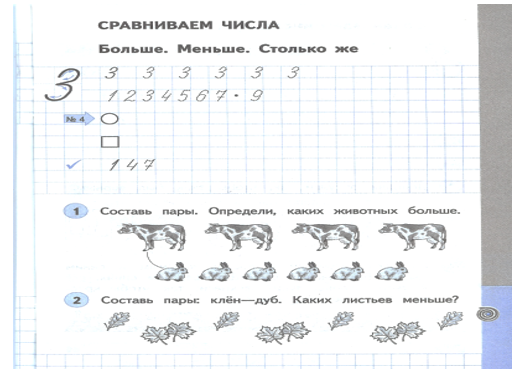 СРАВНИВАЕМ ЧИСЛА
Больше. Меньше. Столько же
3 3 3 3 3 3 3
1 2 3 4 5 6 7 • 9
№ 4
✓ 1 4 7
1 Составь пары. Определи, каких животных больше.
2 Составь пары: клён—дуб. Каких листьев меньше?